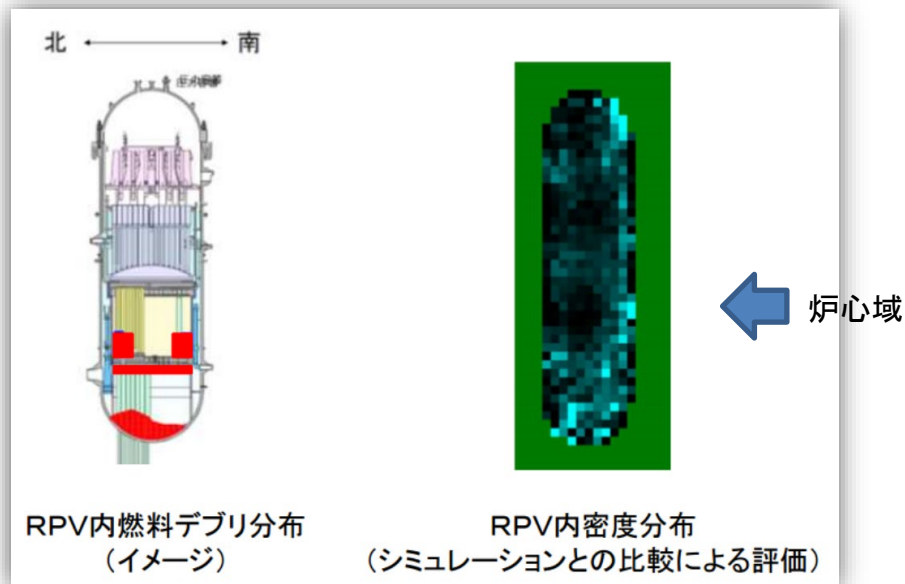 北 南
炉心域
RPV内燃料デブリ分布
(イメージ)
RPV内密度分布
(シミュレーションとの比較による評価)